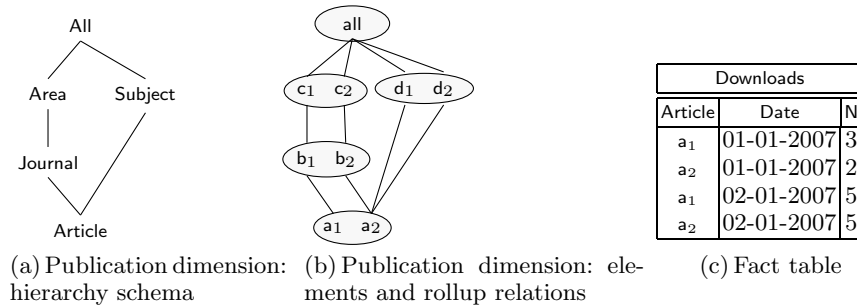 All
Area Subject
Journal
Article
all
c1 c2 d1 d2
b1 b2
a1 a2
Downloads
Article Date N
a1 01-01-2007 3
a2 01-01-2007 2
a1 02-01-2007 5
a2 02-01-2007 5
(a) Publication dimension:
hierarchy schema
(b) Publication dimension: ele-
ments and rollup relations
(c) Fact table